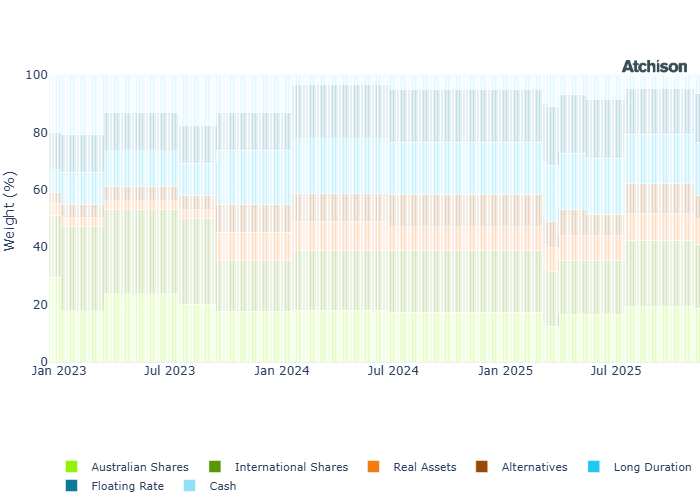 Atchison
100
80
60
40
20
0
Weight (%)
Jan 2023 Jul 2023 Jan 2024 Jul 2024 Jan 2025 Jul 2025
Australian Shares International Shares Real Assets Alternatives Long Duration
Floating Rate Cash